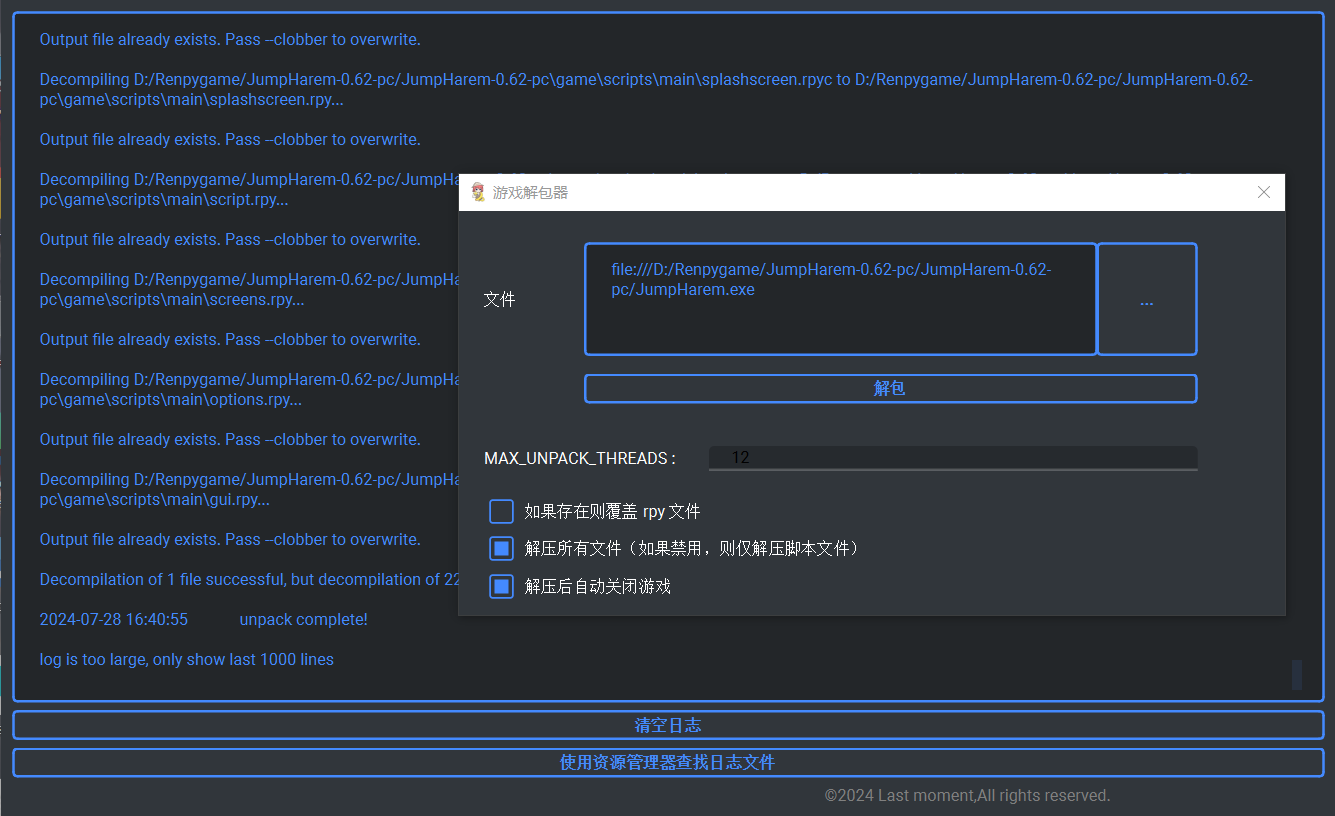 Output file already exists. Pass --clobber to overwrite.
Decompiling D:/Renpygame/JumpHarem-0.62-pc/JumpHarem-0.62-pc\game\scripts\main\splashscreen.rpyc to D:/Renpygame/JumpHarem-0.62-pc/JumpHarem-0.62-
pc\game\scripts\main\splashscreen.rpy...
Output file already exists. Pass --clobber to overwrite.
Decompiling D:/Renpygame/JumpHarem-0.62-pc/JumpHa
pc\game\scripts\main\script.rpy...
Output file already exists. Pass --clobber to overwrite.
Decompiling D:/Renpygame/JumpHarem-0.62-pc/JumpHa
pc\game\scripts\main\screens.rpy...
Output file already exists. Pass --clobber to overwrite.
Decompiling D:/Renpygame/JumpHarem-0.62-pc/JumpHa
pc\game\scripts\main\options.rpy...
Output file already exists. Pass --clobber to overwrite.
Decompiling D:/Renpygame/JumpHarem-0.62-pc/JumpHa
pc\game\scripts\main\gui.rpy...
Output file already exists. Pass --clobber to overwrite.
Decompilation of 1 file successful, but decompilation of 22
2024-07-28 16:40:55 unpack complete!
log is too large, only show last 1000 lines
游戏解包器
文件
file:///D:/Renpygame/JumpHarem-0.62-pc/JumpHarem-0.62-
pc/JumpHarem.exe
...
解包
MAX_UNPACK_THREADS : 12
如果存在则覆盖 rpy 文件
解压所有文件（如果禁用，则仅解压脚本文件）
解压后自动关闭游戏
清空日志
使用资源管理器查找日志文件
©2024 Last moment,All rights reserved.